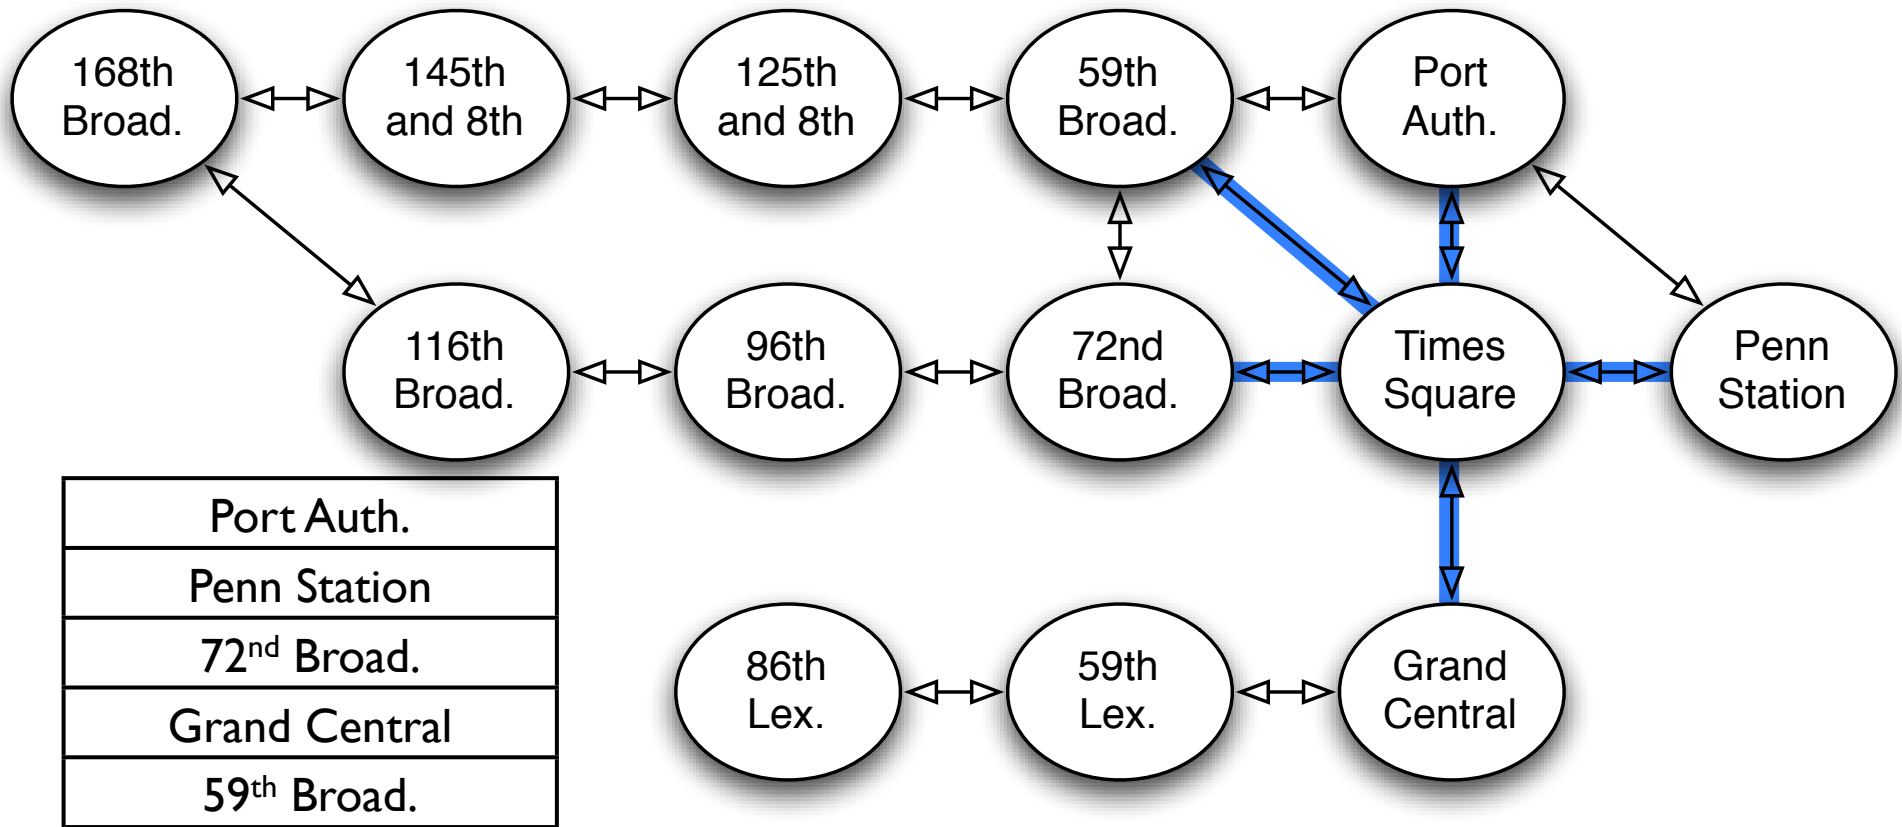 168th
Broad.
145th
and 8th
125th
and 8th
59th
Broad.
Port
Auth.
116th
Broad.
96th
Broad.
72nd
Broad.
Times
Square
Penn
Station
Port Auth.
Penn Station
72nd Broad.
Grand Central
59th Broad.
86th
Lex.
59th
Lex.
Grand
Central